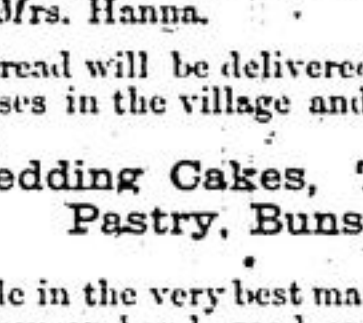 Mrs. Hanna.
read will be delivered
ses in the village and
edding Cakes, "
Pastry, Buns
le in the very best ma